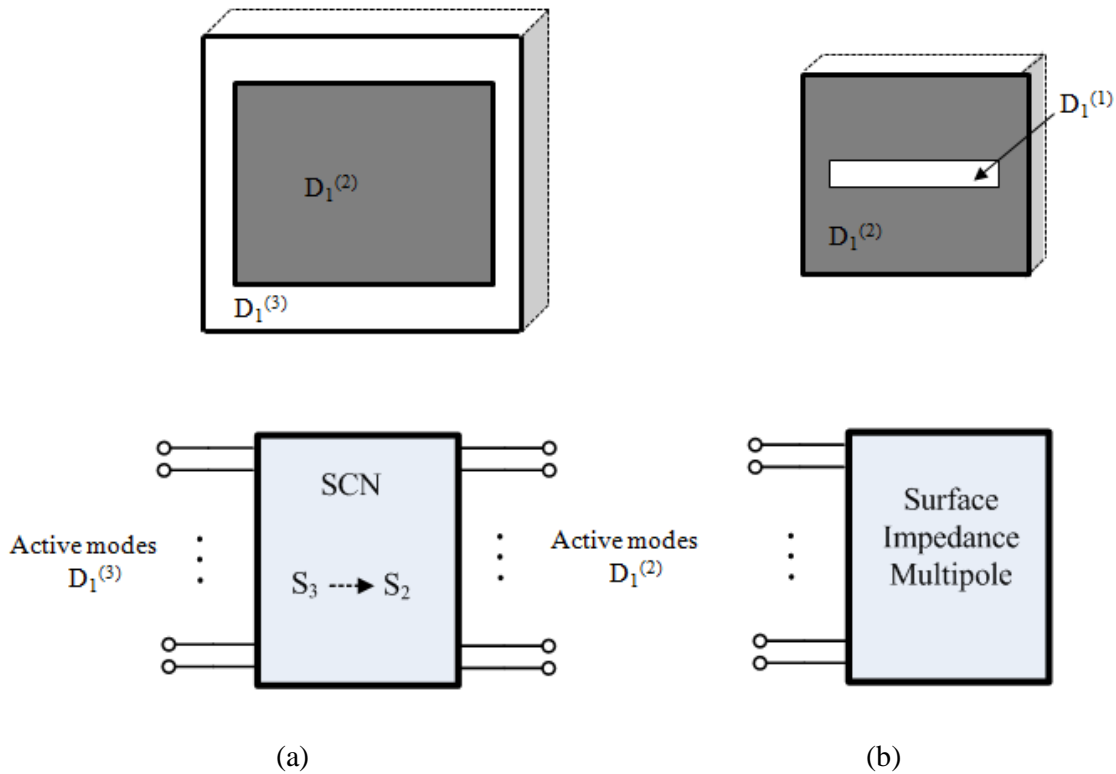 D₁⁽²⁾
D₁⁽³⁾
D₁⁽¹⁾
D₁⁽²⁾
SCN
S₃ ⇢ S₂
Active modes
D₁⁽³⁾
Active modes
D₁⁽²⁾
Surface
Impedance
Multipole
(a)
(b)